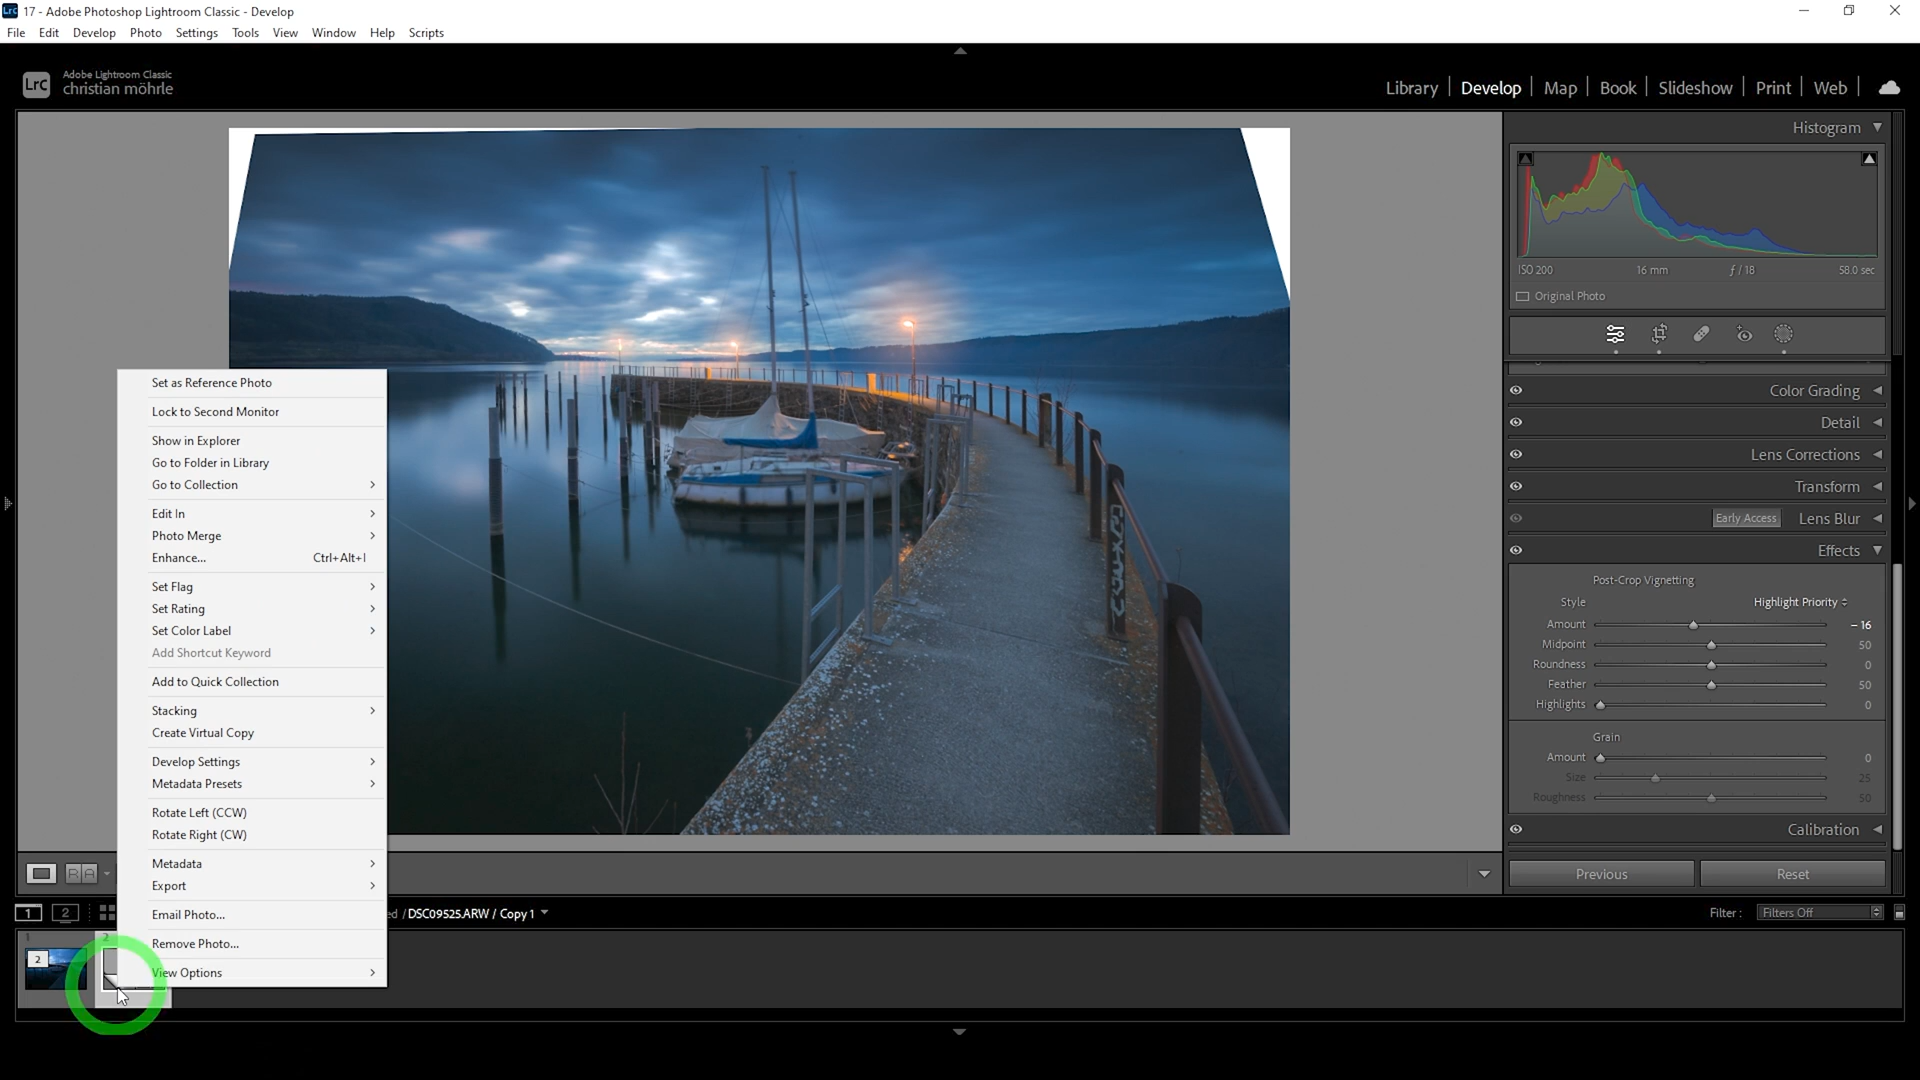 17 - Adobe Photoshop Lightroom Classic - Develop
File Edit Develop Photo Settings Tools View Window Help Scripts
Lrc
Adobe Lightroom Classic
christian möhrle
Library Develop Map Book Slideshow Print Web
Histogram
ISO 200 16 mm ƒ / 18 58.0 sec
Original Photo
Color Grading
Detail
Lens Corrections
Transform
Early Access Lens Blur
Effects
Post-Crop Vignetting
Style Highlight Priority
Amount – 16
Midpoint 50
Roundness 0
Feather 50
Highlights 0
Grain
Amount 0
Size 25
Roughness 50
Calibration
Previous Reset
Set as Reference Photo
Lock to Second Monitor
Show in Explorer
Go to Folder in Library
Go to Collection
Edit In
Photo Merge
Enhance... Ctrl+Alt+I
Set Flag
Set Rating
Set Color Label
Add Shortcut Keyword
Add to Quick Collection
Stacking
Create Virtual Copy
Develop Settings
Metadata Presets
Rotate Left (CCW)
Rotate Right (CW)
Metadata
Export
Email Photo...
Remove Photo...
View Options
R A
1 2
ed / DSC09525.ARW / Copy 1
Filter : Filters Off
1 2
2